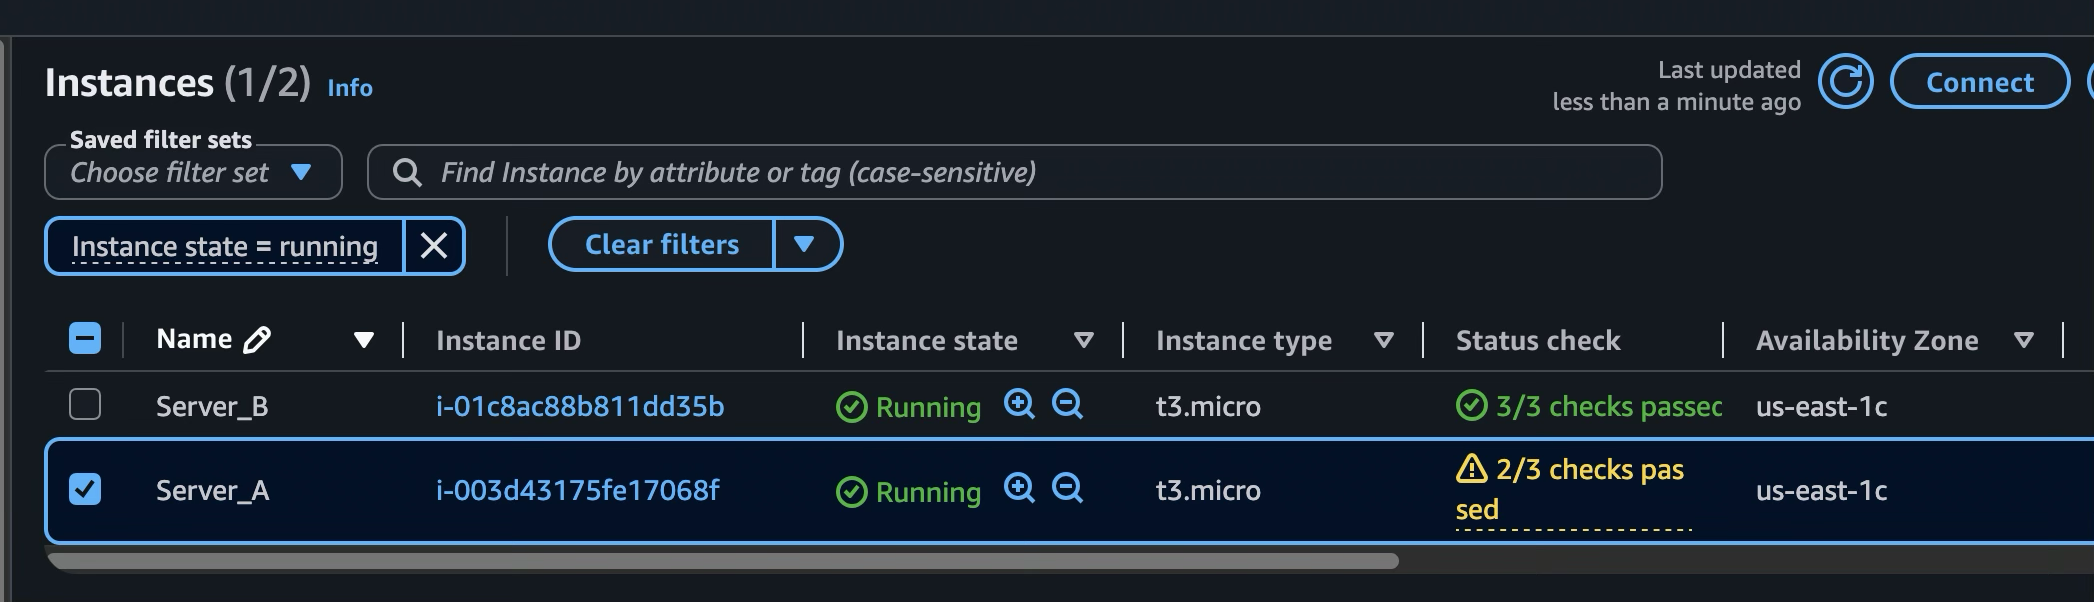 Instances (1/2) Info
Last updated
less than a minute ago
Connect
Saved filter sets
Choose filter set
Find Instance by attribute or tag (case-sensitive)
Instance state = running
Clear filters
Name Instance ID Instance state Instance type Status check Availability Zone
Server_B i-01c8ac88b811dd35b Running t3.micro 3/3 checks passec us-east-1c
Server_A i-003d43175fe17068f Running t3.micro 2/3 checks pas us-east-1c
sed